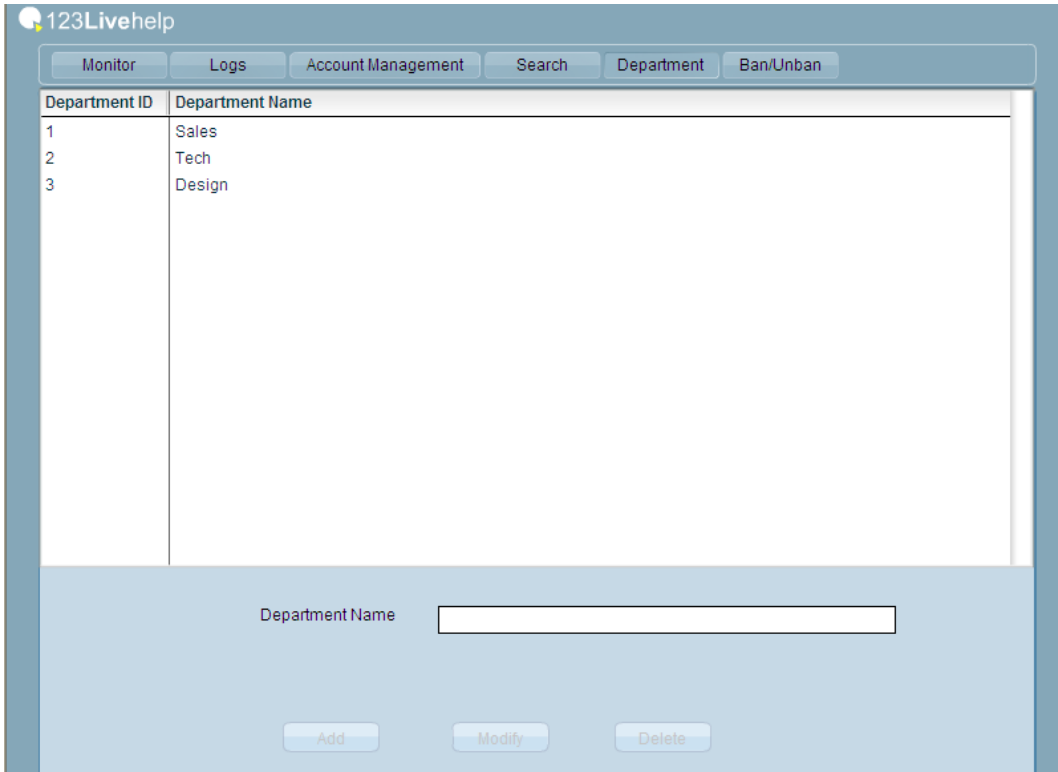 123Livehelp
Monitor Logs Account Management Search Department Ban/Unban
Department ID Department Name
1 Sales
2 Tech
3 Design
Department Name
Add Modify Delete